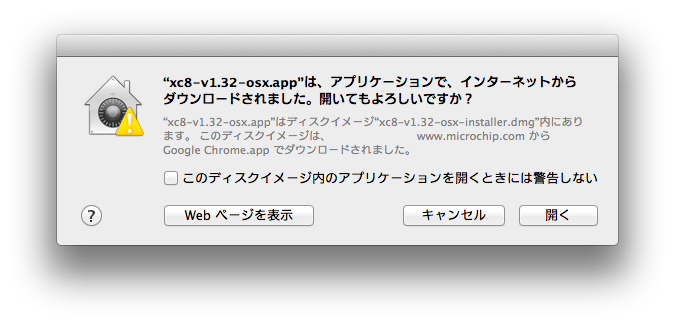 “xc8-v1.32-osx.app”は、アプリケーションで、インターネットから
ダウンロードされました。開いてもよろしいですか？
“xc8-v1.32-osx.app”はディスクイメージ“xc8-v1.32-osx-installer.dmg”内にあり
ます。 このディスクイメージは、 www.microchip.com から
Google Chrome.app でダウンロードされました。
このディスクイメージ内のアプリケーションを開くときには警告しない
? Web ページを表示 キャンセル 開く